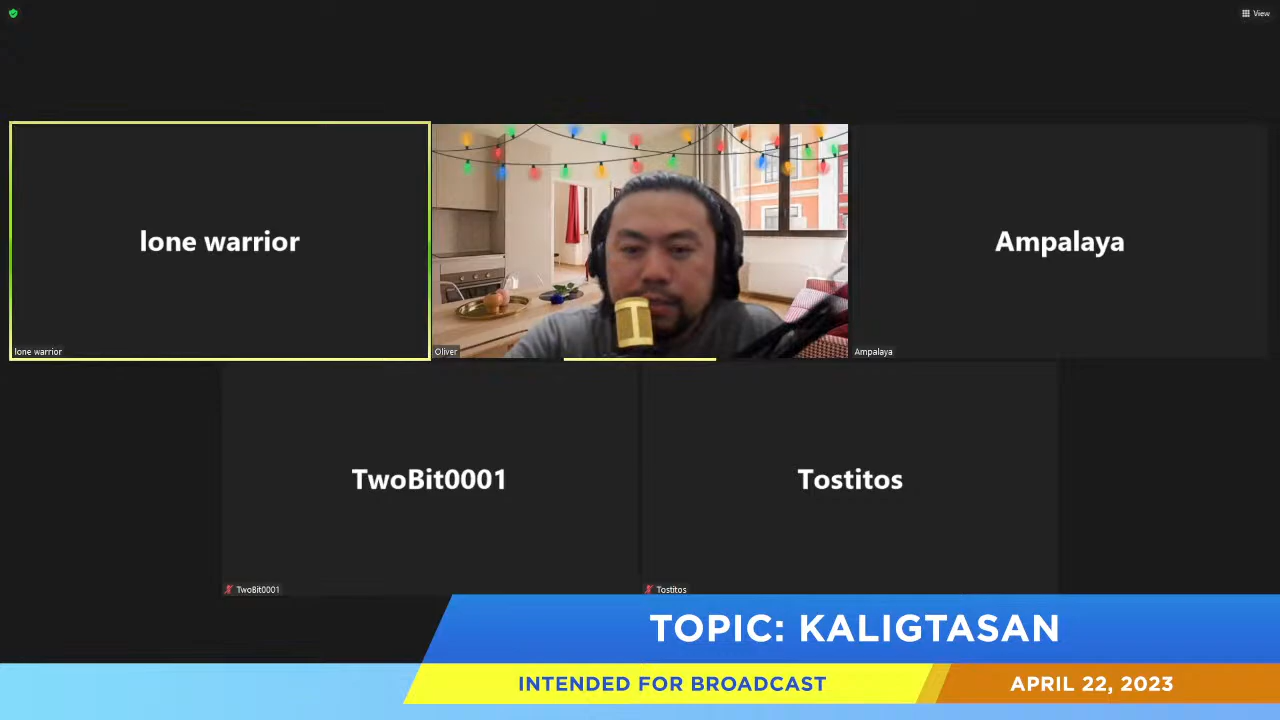 View
lone warrior
Ampalaya
lone warrior
Oliver
Ampalaya
TwoBit0001
Tostitos
TwoBit0001
Tostitos
TOPIC: KALIGTASAN
INTENDED FOR BROADCAST
APRIL 22, 2023